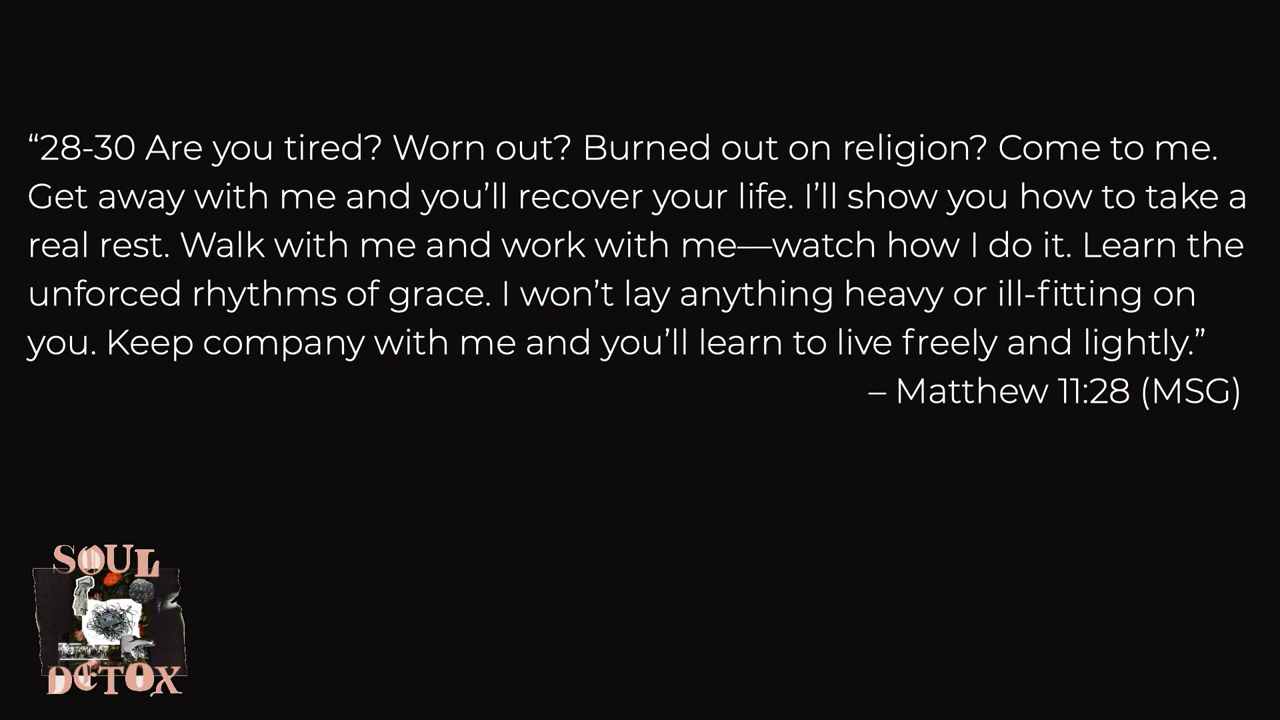 “28-30 Are you tired? Worn out? Burned out on religion? Come to me.
Get away with me and you’ll recover your life. I’ll show you how to take a
real rest. Walk with me and work with me—watch how I do it. Learn the
unforced rhythms of grace. I won’t lay anything heavy or ill-fitting on
you. Keep company with me and you’ll learn to live freely and lightly.”
– Matthew 11:28 (MSG)
SOUL
DETOX